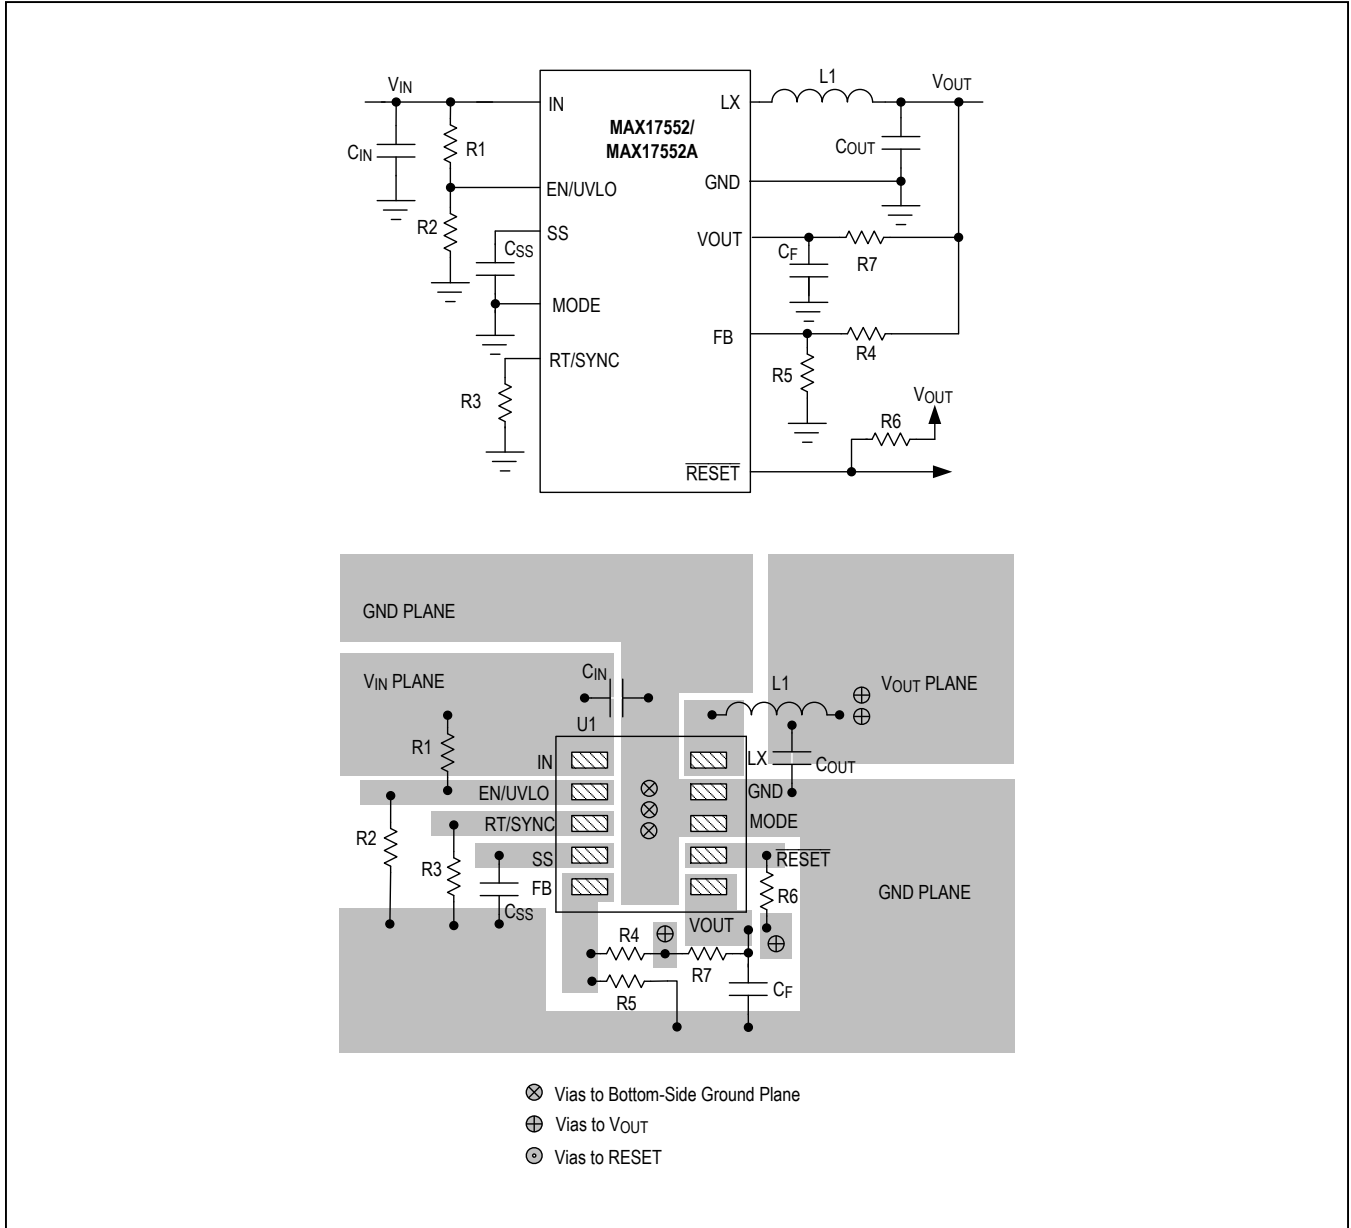 VIN
L1
VOUT
IN
LX
MAX17552/
MAX17552A
CIN
R1
COUT
GND
EN/UVLO
R2
SS
VOUT
CSS
CF
R7
MODE
FB
RT/SYNC
R4
R5
R3
VOUT
R6
RESET
GND PLANE
CIN
VIN PLANE
L1
VOUT PLANE
U1
R1
IN
LX
COUT
EN/UVLO
GND
RT/SYNC
MODE
R2
SS
RESET
R3
FB
R6
GND PLANE
CSS
VOUT
R4
R7
R5
CF
Vias to Bottom-Side Ground Plane
Vias to VOUT
Vias to RESET